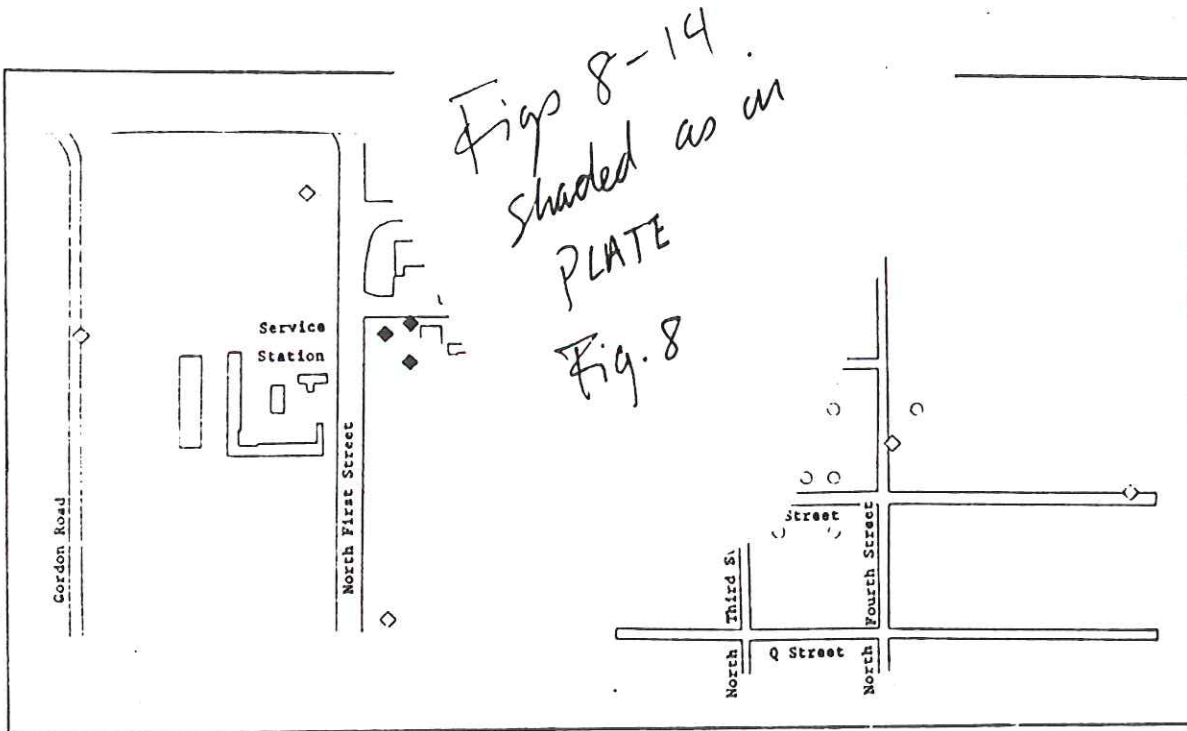 Figs 8-14.
shaded as in
PLATE
Fig. 8
Service
Station
Gordon Road
North First Street
Street
North Third
North Fourth Street
Q Street